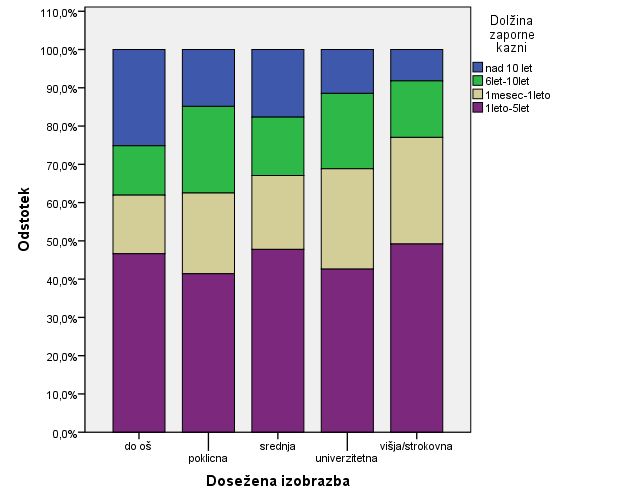 110,0%
100,0%
90,0%
80,0%
70,0%
60,0%
50,0%
40,0%
30,0%
20,0%
10,0%
0,0%
Odstotek
do oš
poklicna
srednja
univerzitetna
višja/strokovna
Dosežena izobrazba
Dolžina
zaporne
kazni
nad 10 let
6let-10let
1mesec-1leto
1leto-5let